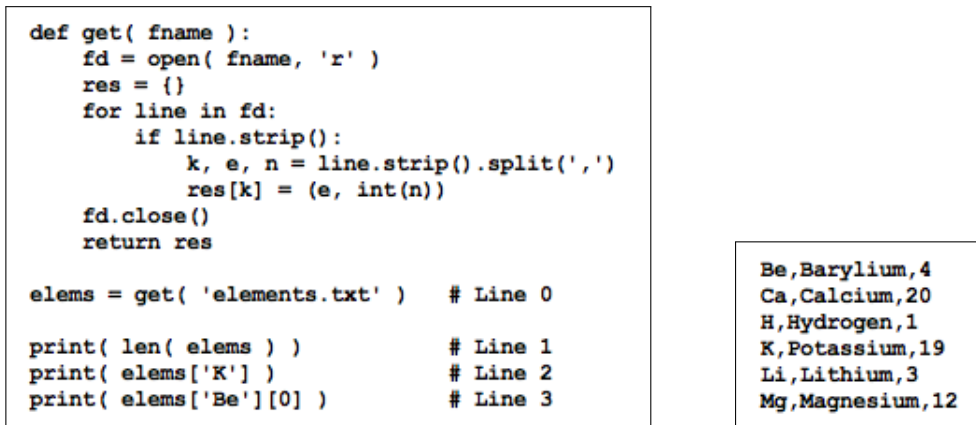 def get( fname ):
    fd = open( fname, 'r' )
    res = {}
    for line in fd:
        if line.strip():
            k, e, n = line.strip().split(',')
            res[k] = (e, int(n))
    fd.close()
    return res
elems = get( 'elements.txt' )   # Line 0
print( len( elems ) )           # Line 1
print( elems['K'] )             # Line 2
print( elems['Be'][0] )         # Line 3
Be,Barylium,4
Ca,Calcium,20
H,Hydrogen,1
K,Potassium,19
Li,Lithium,3
Mg,Magnesium,12